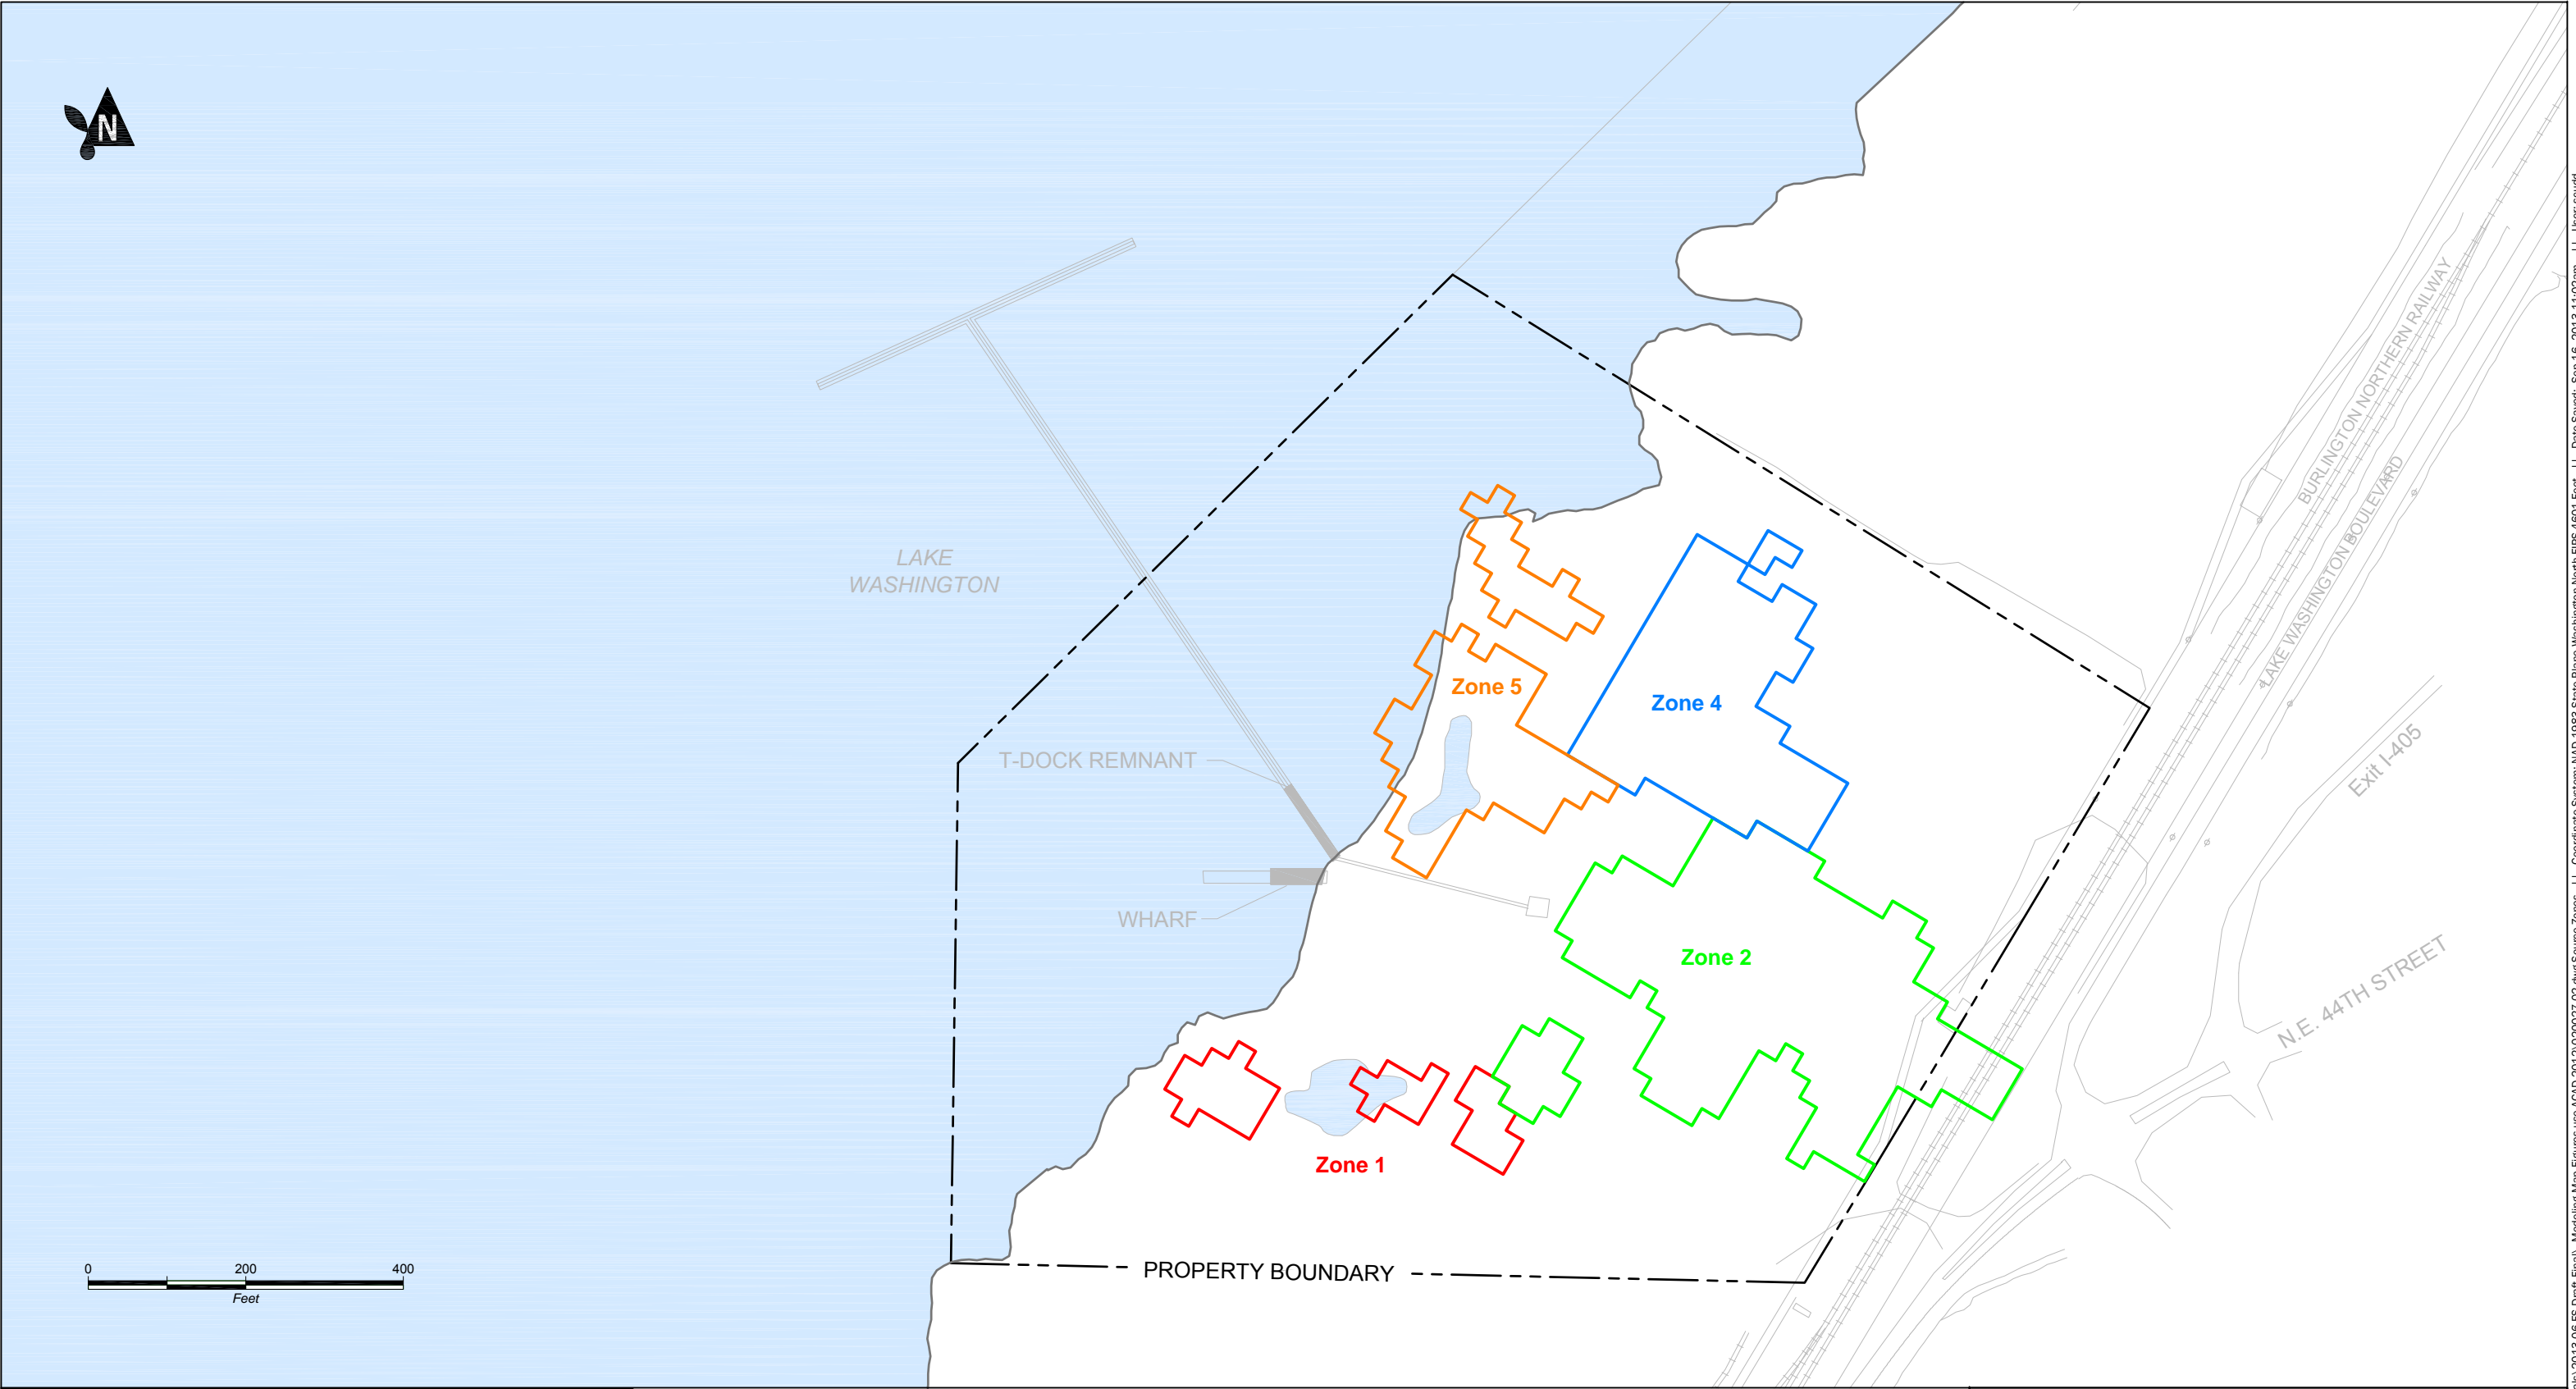 N
BURLINGTON NORTHERN RAILWAY
LAKE WASHINGTON BOULEVARD
LAKE
WASHINGTON
Zone 5
Zone 4
Exit I-405
T-DOCK REMNANT
WHARF
Zone 2
N.E. 44TH STREET
Zone 1
PROPERTY BOUNDARY
0 200 400
Feet